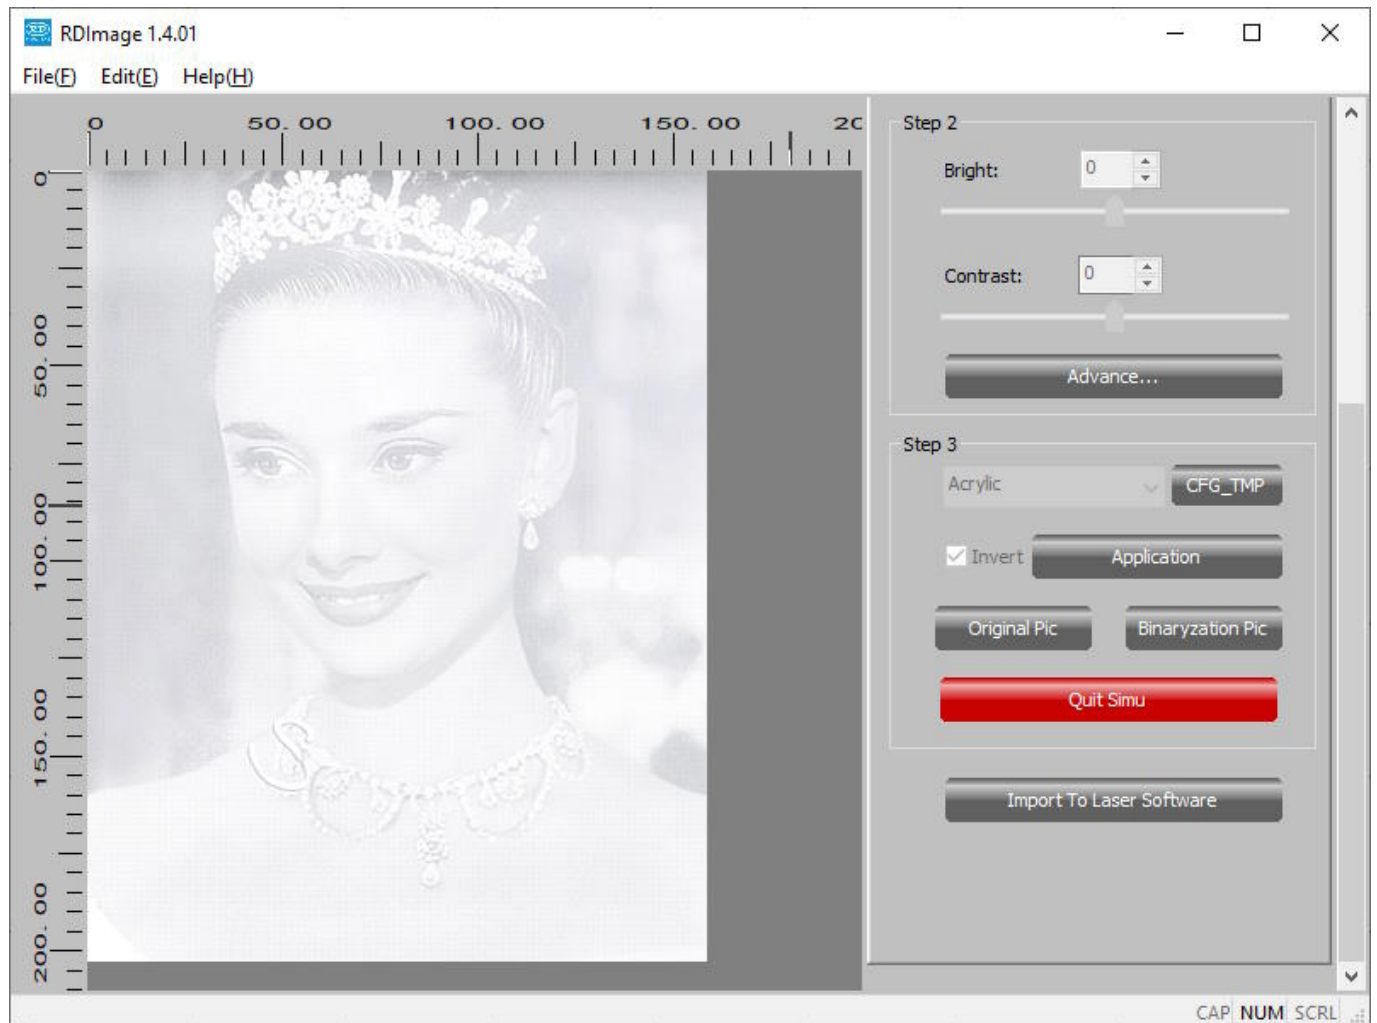 RDImage 1.4.01
File(F) Edit(E) Help(H)
0 50.00 100.00 150.00 20
0
50.00
100.00
150.00
200.00
Step 2
Bright: 0
Contrast: 0
Advance...
Step 3
Acrylic CFG_TMP
Invert Application
Original Pic Binaryzation Pic
Quit Simu
Import To Laser Software
CAP NUM SCRL